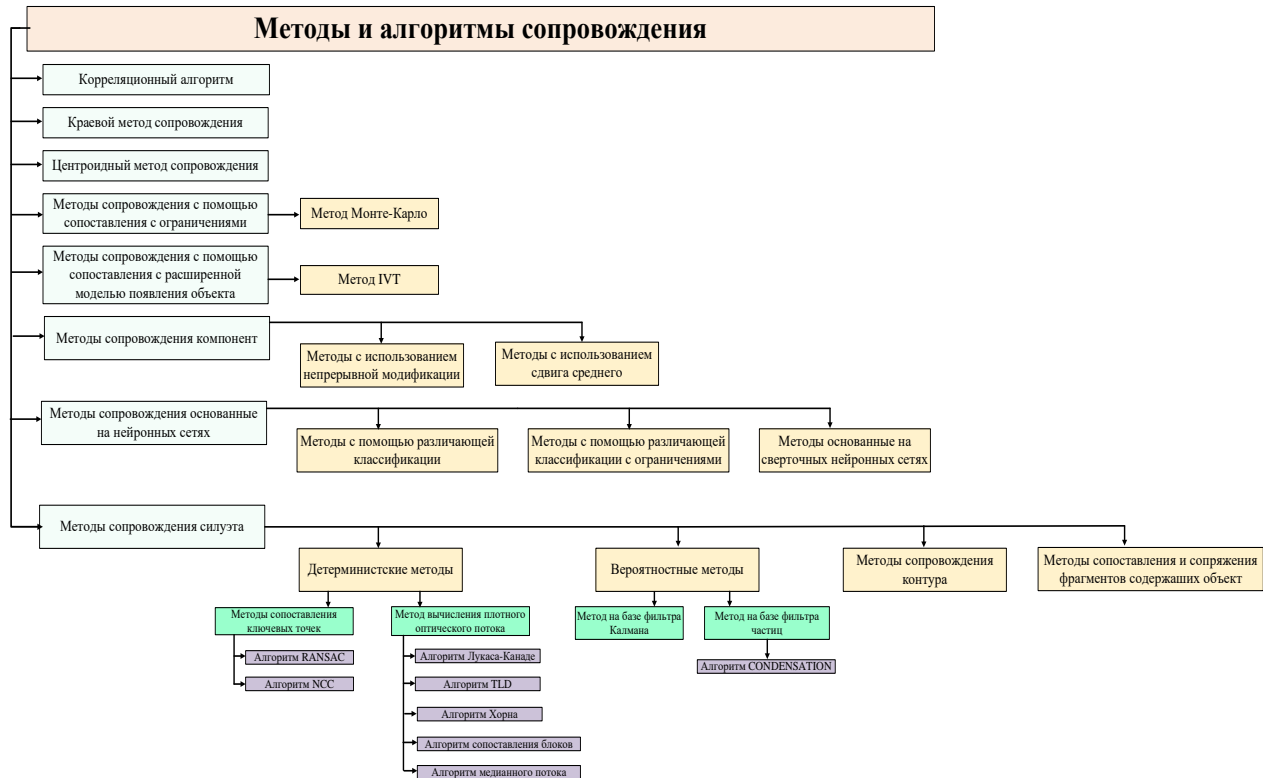 Методы и алгоритмы сопровождения
Корреляционный алгоритм
Краевой метод сопровождения
Центроидный метод сопровождения
Методы сопровождения с помощью
сопоставления с ограничениями
Метод Монте-Карло
Методы сопровождения с помощью
сопоставления с расширенной
моделью появления объекта
Метод IVT
Методы сопровождения компонент
Методы с использованием
непрерывной модификации
Методы с использованием
сдвига среднего
Методы сопровождения основанные
на нейронных сетях
Методы с помощью различающей
классификации
Методы с помощью различающей
классификации с ограничениями
Методы основанные на
сверточных нейронных сетях
Методы сопровождения силуэта
Детерминистские методы
Вероятностные методы
Методы сопровождения
контура
Методы сопоставления и сопряжения
фрагментов содержаших объект
Методы сопоставления
ключевых точек
Метод вычисления плотного
оптического потока
Метод на базе фильтра
Калмана
Метод на базе фильтра
частиц
Алгоритм RANSAC
Алгоритм NCC
Алгоритм Лукаса-Канаде
Алгоритм TLD
Алгоритм Хорна
Алгоритм сопоставления блоков
Алгоритм медианного потока
Алгоритм CONDENSATION